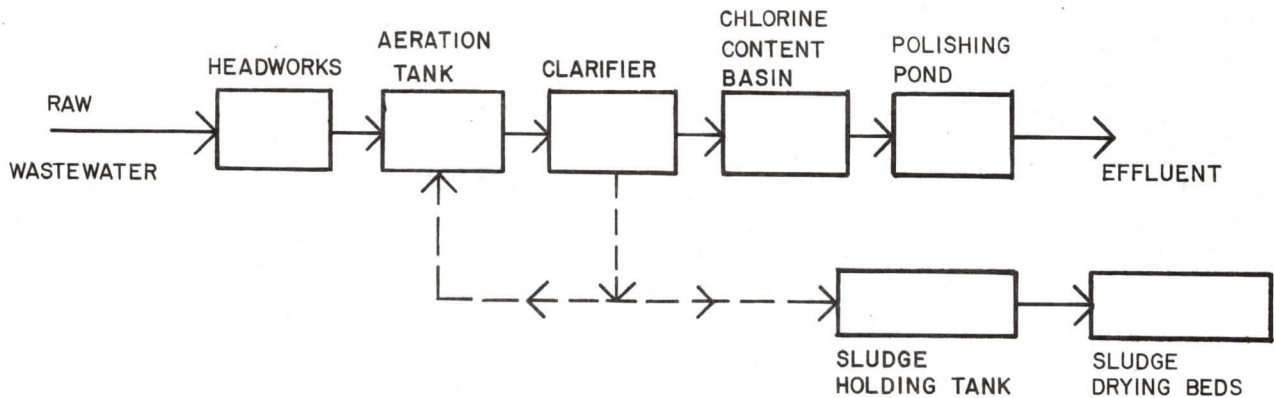 RAW
WASTEWATER
HEADWORKS
AERATION
TANK
CLARIFIER
CHLORINE
CONTENT
BASIN
POLISHING
POND
EFFLUENT
SLUDGE
HOLDING TANK
SLUDGE
DRYING BEDS